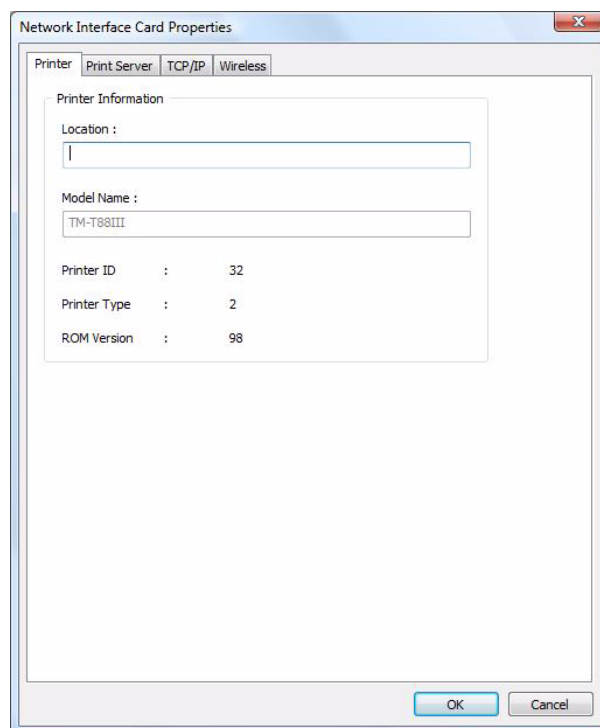 Network Interface Card Properties
Printer Print Server TCP/IP Wireless
Printer Information
Location :
Model Name :
TM-T88III
Printer ID : 32
Printer Type : 2
ROM Version : 98
OK Cancel